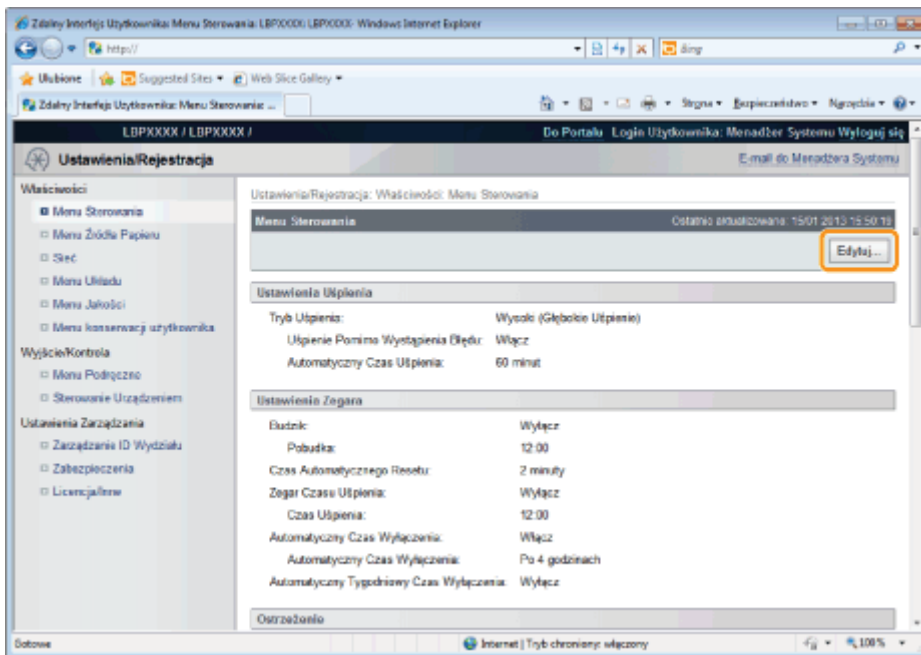 Zdalny Interfejs Użytkownika: Menu Sterowania: LBPXXXX: LBPXXXX - Windows Internet Explorer
http://
Bing
Ulubione Suggested Sites Web Slice Gallery
Zdalny Interfejs Użytkownika: Menu Sterowania: ...
Strona Bezpieczeństwo Narzędzia
LBPXXXX / LBPXXXX /
Do Portalu Login Użytkownika: Menadżer Systemu Wyloguj się
Ustawienia/Rejestracja
E-mail do Menadżera Systemu
Właściwości
Menu Sterowania
Menu Źródła Papieru
Sieć
Menu Układu
Menu Jakości
Menu konserwacji użytkownika
Wyjście/Kontrola
Menu Podręczne
Sterowanie Urządzeniem
Ustawienia Zarządzania
Zarządzanie ID Wydziału
Zabezpieczenia
Licencja/Inne
Ustawienia/Rejestracja: Właściwości: Menu Sterowania
Menu Sterowania
Ostatnio aktualizowano: 15/01 2013 15:50:19
Edytuj...
Ustawienia Uśpienia
Tryb Uśpienia: Wysoki (Głębokie Uśpienie)
Uśpienie Pomimo Wystąpienia Błędu: Włącz
Automatyczny Czas Uśpienia: 60 minut
Ustawienia Zegara
Budzik: Wyłącz
Pobudka: 12:00
Czas Automatycznego Resetu: 2 minuty
Zegar Czasu Uśpienia: Wyłącz
Czas Uśpienia: 12:00
Automatyczny Czas Wyłączenia: Włącz
Automatyczny Czas Wyłączenia: Po 4 godzinach
Automatyczny Tygodniowy Czas Wyłączenia: Wyłącz
Ostrzeżenie
Gotowe
Internet | Tryb chroniony: włączony
100%